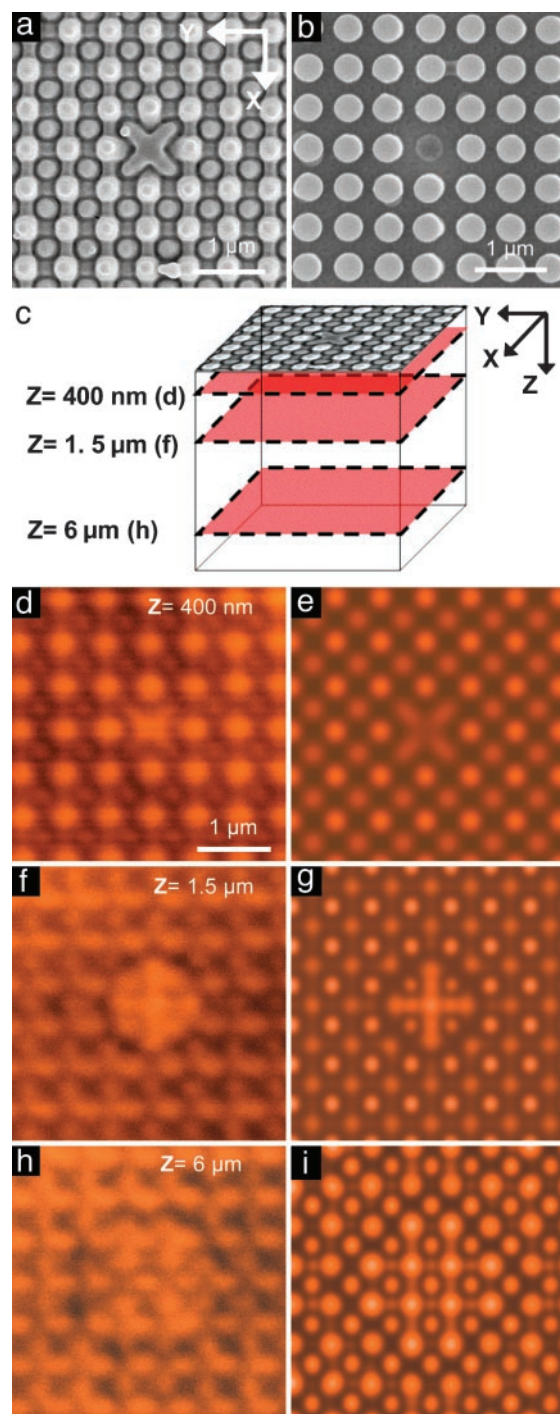 a
Y
X
1 µm
b
1 µm
c
Y
X
Z
Z= 400 nm (d)
Z= 1. 5 µm (f)
Z= 6 µm (h)
d
Z= 400 nm
1 µm
e
f
Z= 1.5 µm
g
h
Z= 6 µm
i